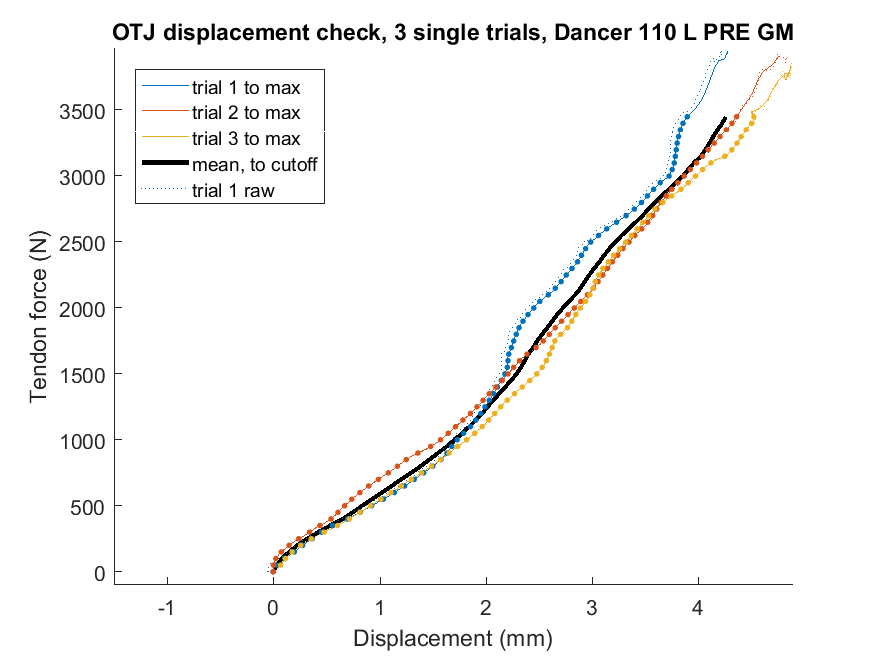 OTJ displacement check, 3 single trials, Dancer 110 L PRE GM
trial 1 to max
trial 2 to max
trial 3 to max
mean, to cutoff
trial 1 raw
3500
3000
2500
2000
1500
1000
500
0
Tendon force (N)
-1
0
1
2
3
4
Displacement (mm)